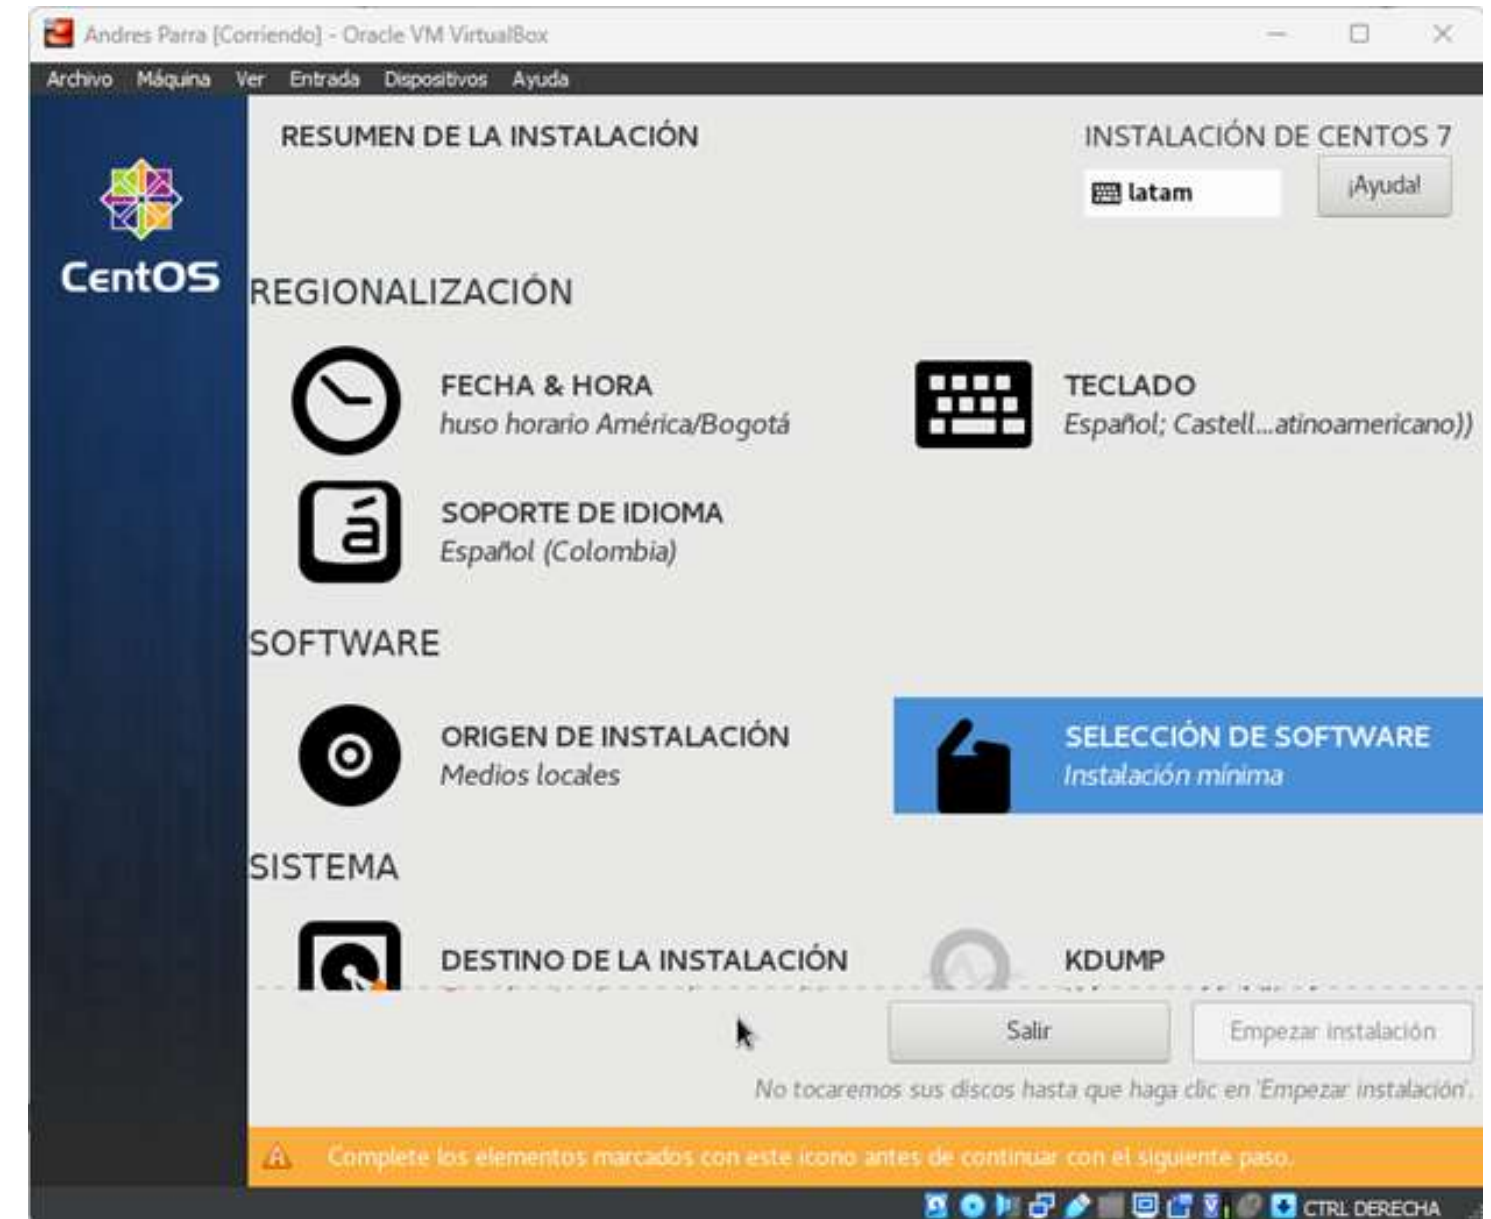 Andres Parra [Corriendo] - Oracle VM VirtualBox
Archivo Máquina Ver Entrada Dispositivos Ayuda
RESUMEN DE LA INSTALACIÓN
INSTALACIÓN DE CENTOS 7
latam
¡Ayuda!
CentOS
REGIONALIZACIÓN
FECHA & HORA
huso horario América/Bogotá
TECLADO
Español; Castell...atinoamericano))
SOPORTE DE IDIOMA
Español (Colombia)
SOFTWARE
ORIGEN DE INSTALACIÓN
Medios locales
SELECCIÓN DE SOFTWARE
Instalación mínima
SISTEMA
DESTINO DE LA INSTALACIÓN
KDUMP
Salir
Empezar instalación
No tocaremos sus discos hasta que haga clic en 'Empezar instalación'.
Complete los elementos marcados con este icono antes de continuar con el siguiente paso.
CTRL DERECHA